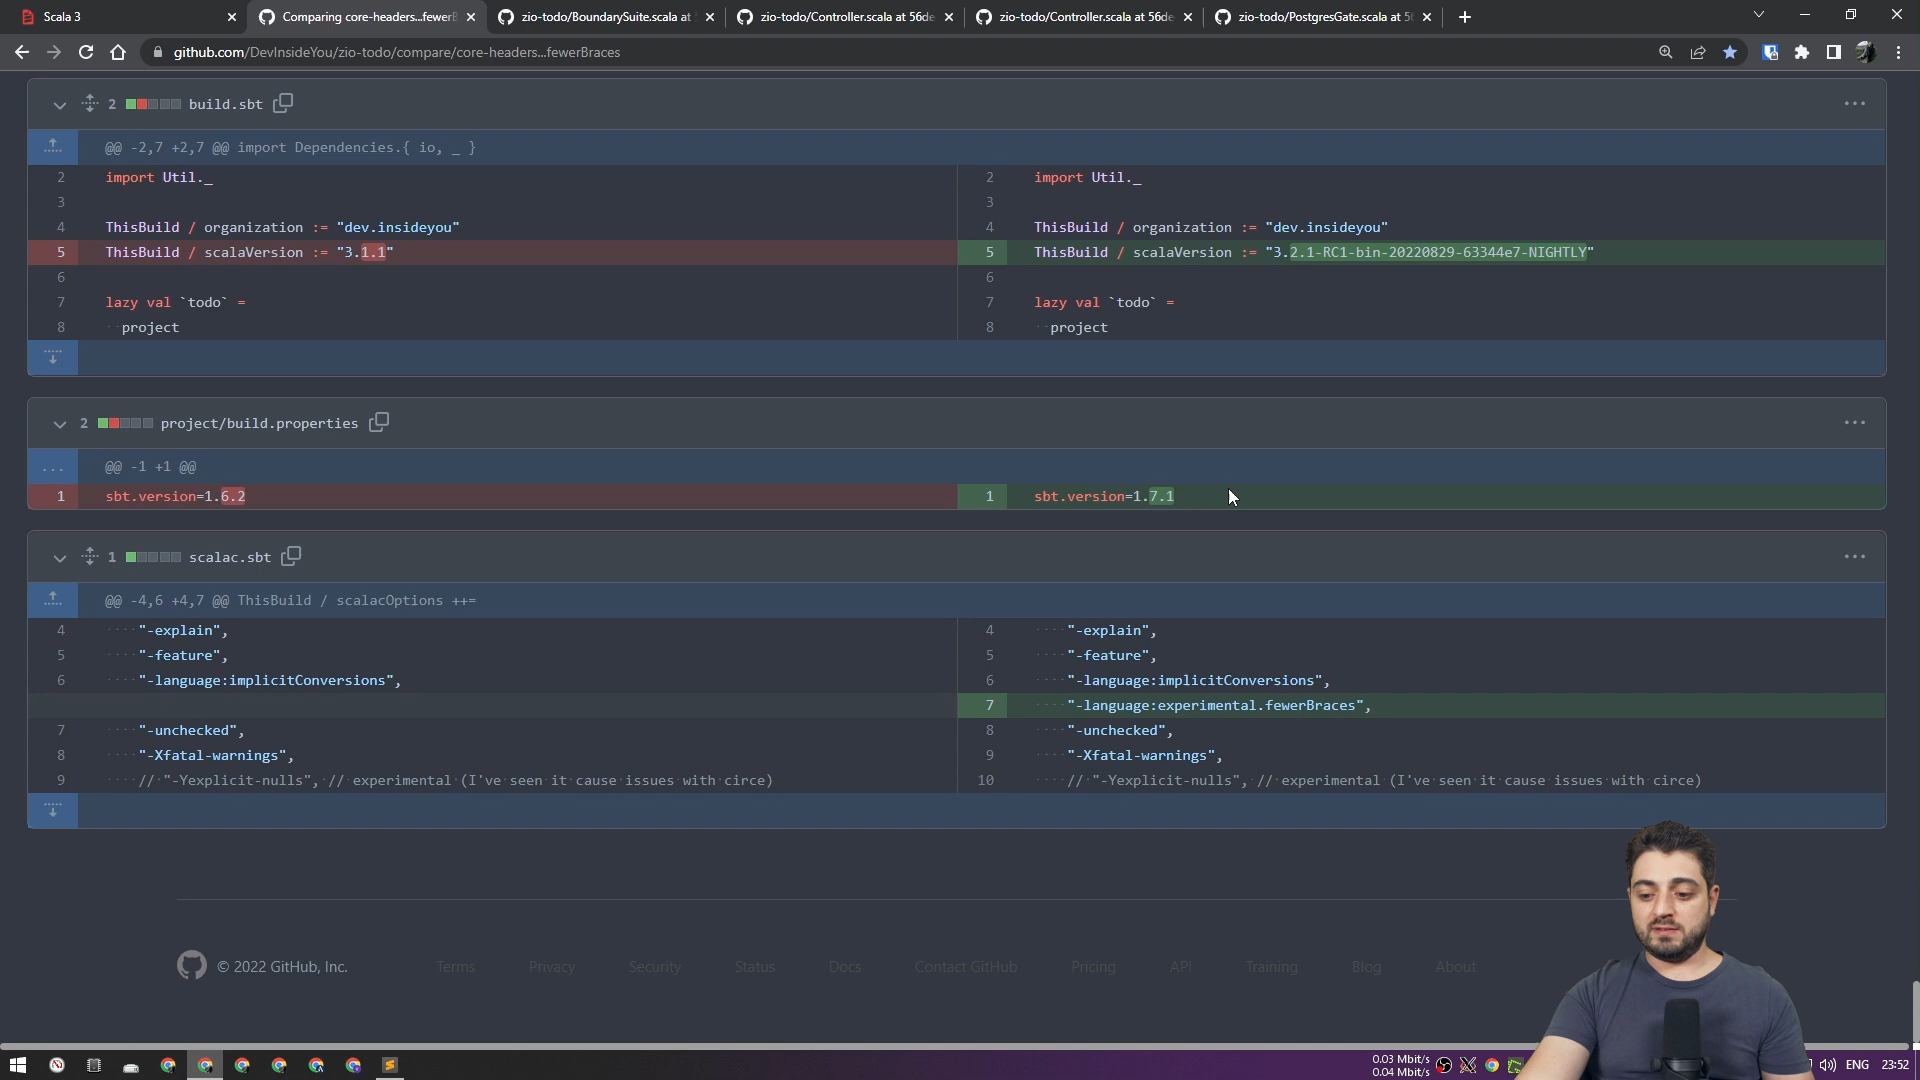 Scala 3
Comparing core-headers...fewerB
zio-todo/BoundarySuite.scala at
zio-todo/Controller.scala at 56de
zio-todo/Controller.scala at 56de
zio-todo/PostgresGate.scala at 5
github.com/DevInsideYou/zio-todo/compare/core-headers...fewerBraces
2 build.sbt
@@ -2,7 +2,7 @@ import Dependencies.{ io, _ }
2 import Util._ 2 import Util._
3 3
4 ThisBuild / organization := "dev.insideyou" 4 ThisBuild / organization := "dev.insideyou"
5 ThisBuild / scalaVersion := "3.1.1" 5 ThisBuild / scalaVersion := "3.2.1-RC1-bin-20220829-63344e7-NIGHTLY"
6 6
7 lazy val `todo` = 7 lazy val `todo` =
8 ··project 8 ··project
2 project/build.properties
... @@ -1 +1 @@
1 sbt.version=1.6.2 1 sbt.version=1.7.1
1 scalac.sbt
@@ -4,6 +4,7 @@ ThisBuild / scalacOptions ++=
4 ····"-explain", 4 ····"-explain",
5 ····"-feature", 5 ····"-feature",
6 ····"-language:implicitConversions", 6 ····"-language:implicitConversions",
7 ····"-language:experimental.fewerBraces",
7 ····"-unchecked", 8 ····"-unchecked",
8 ····"-Xfatal-warnings", 9 ····"-Xfatal-warnings",
9 ····//·"-Yexplicit-nulls",·//·experimental·(I've·seen·it·cause·issues·with·circe) 10 ····//·"-Yexplicit-nulls",·//·experimental·(I've·seen·it·cause·issues·with·circe)
© 2022 GitHub, Inc. Terms Privacy Security Status Docs Contact GitHub Pricing API Training Blog About
0.03 Mbit/s
0.04 Mbit/s
ENG 23:52